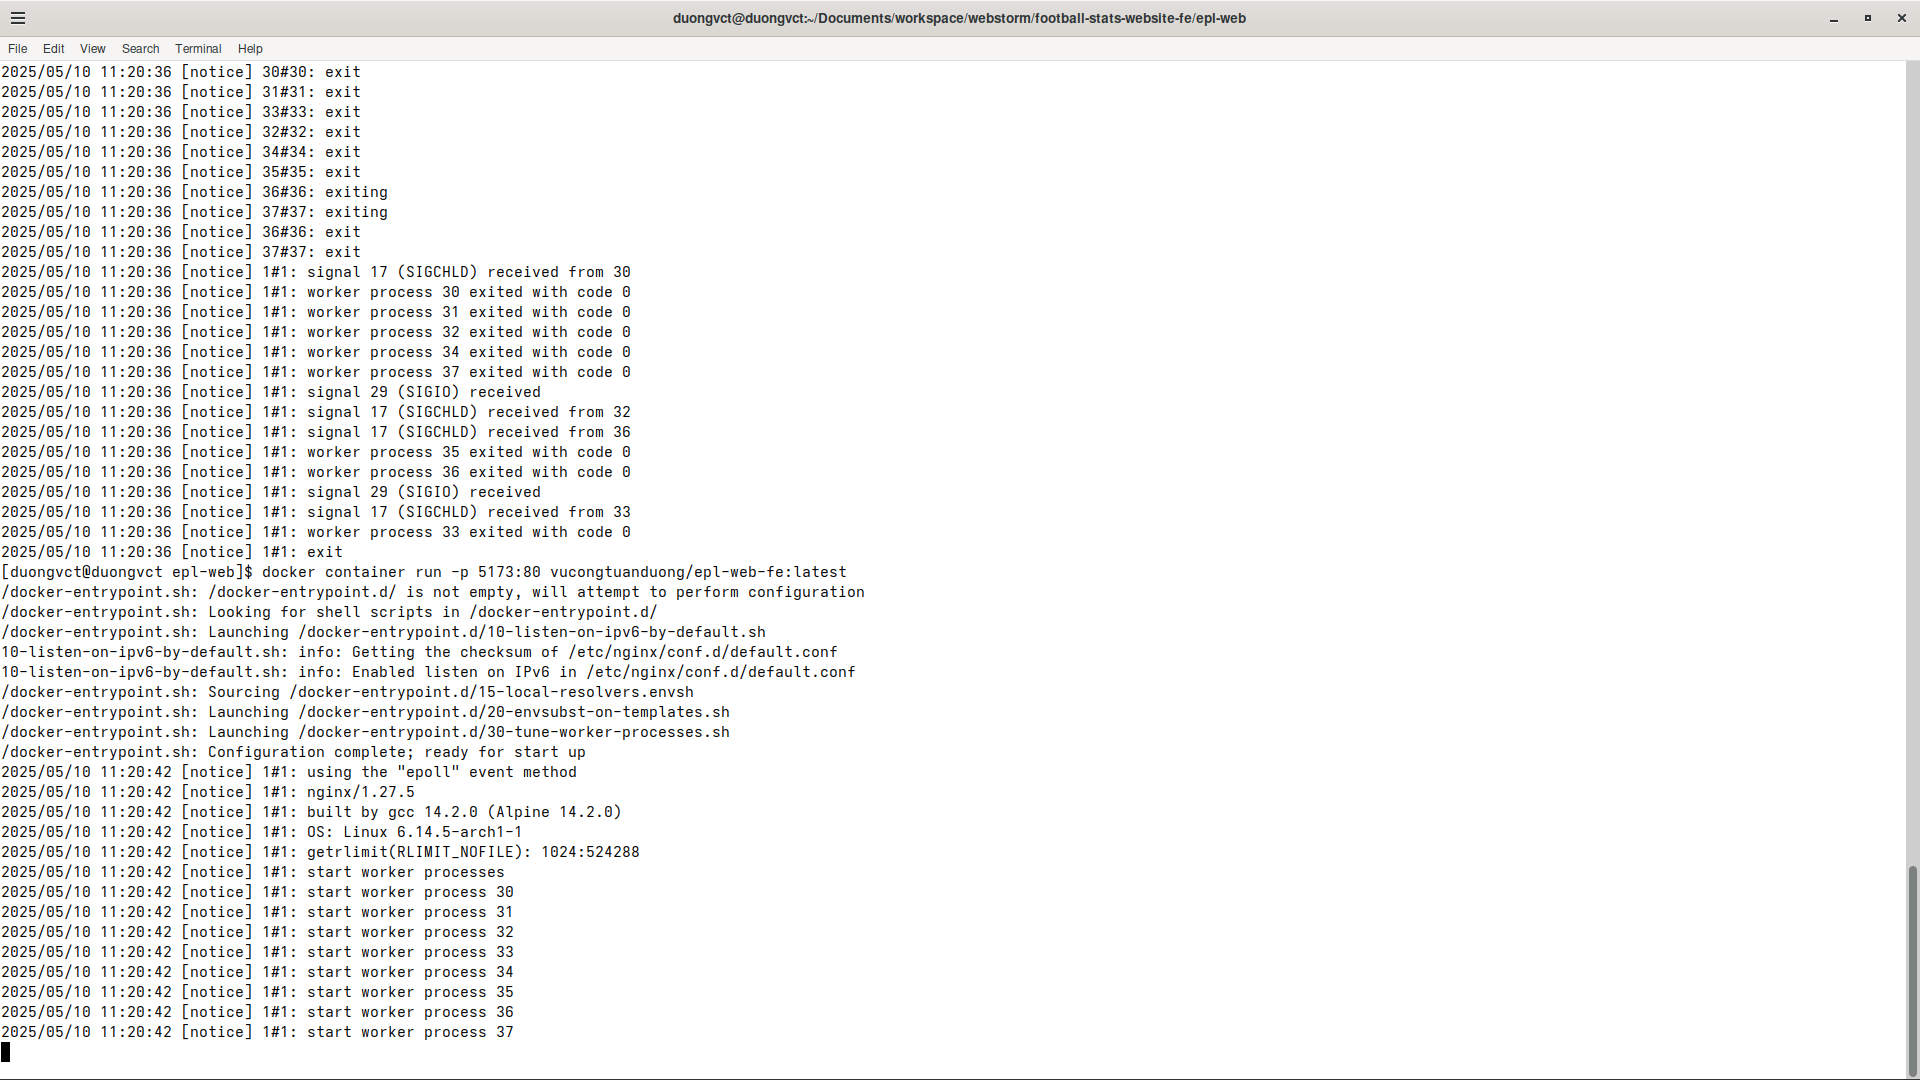 duongvct@duongvct:~/Documents/workspace/webstorm/football-stats-website-fe/epl-web
File Edit View Search Terminal Help
2025/05/10 11:20:36 [notice] 30#30: exit
2025/05/10 11:20:36 [notice] 31#31: exit
2025/05/10 11:20:36 [notice] 33#33: exit
2025/05/10 11:20:36 [notice] 32#32: exit
2025/05/10 11:20:36 [notice] 34#34: exit
2025/05/10 11:20:36 [notice] 35#35: exit
2025/05/10 11:20:36 [notice] 36#36: exiting
2025/05/10 11:20:36 [notice] 37#37: exiting
2025/05/10 11:20:36 [notice] 36#36: exit
2025/05/10 11:20:36 [notice] 37#37: exit
2025/05/10 11:20:36 [notice] 1#1: signal 17 (SIGCHLD) received from 30
2025/05/10 11:20:36 [notice] 1#1: worker process 30 exited with code 0
2025/05/10 11:20:36 [notice] 1#1: worker process 31 exited with code 0
2025/05/10 11:20:36 [notice] 1#1: worker process 32 exited with code 0
2025/05/10 11:20:36 [notice] 1#1: worker process 34 exited with code 0
2025/05/10 11:20:36 [notice] 1#1: worker process 37 exited with code 0
2025/05/10 11:20:36 [notice] 1#1: signal 29 (SIGIO) received
2025/05/10 11:20:36 [notice] 1#1: signal 17 (SIGCHLD) received from 32
2025/05/10 11:20:36 [notice] 1#1: signal 17 (SIGCHLD) received from 36
2025/05/10 11:20:36 [notice] 1#1: worker process 35 exited with code 0
2025/05/10 11:20:36 [notice] 1#1: worker process 36 exited with code 0
2025/05/10 11:20:36 [notice] 1#1: signal 29 (SIGIO) received
2025/05/10 11:20:36 [notice] 1#1: signal 17 (SIGCHLD) received from 33
2025/05/10 11:20:36 [notice] 1#1: worker process 33 exited with code 0
2025/05/10 11:20:36 [notice] 1#1: exit
[duongvct@duongvct epl-web]$ docker container run -p 5173:80 vucongtuanduong/epl-web-fe:latest
/docker-entrypoint.sh: /docker-entrypoint.d/ is not empty, will attempt to perform configuration
/docker-entrypoint.sh: Looking for shell scripts in /docker-entrypoint.d/
/docker-entrypoint.sh: Launching /docker-entrypoint.d/10-listen-on-ipv6-by-default.sh
10-listen-on-ipv6-by-default.sh: info: Getting the checksum of /etc/nginx/conf.d/default.conf
10-listen-on-ipv6-by-default.sh: info: Enabled listen on IPv6 in /etc/nginx/conf.d/default.conf
/docker-entrypoint.sh: Sourcing /docker-entrypoint.d/15-local-resolvers.envsh
/docker-entrypoint.sh: Launching /docker-entrypoint.d/20-envsubst-on-templates.sh
/docker-entrypoint.sh: Launching /docker-entrypoint.d/30-tune-worker-processes.sh
/docker-entrypoint.sh: Configuration complete; ready for start up
2025/05/10 11:20:42 [notice] 1#1: using the "epoll" event method
2025/05/10 11:20:42 [notice] 1#1: nginx/1.27.5
2025/05/10 11:20:42 [notice] 1#1: built by gcc 14.2.0 (Alpine 14.2.0)
2025/05/10 11:20:42 [notice] 1#1: OS: Linux 6.14.5-arch1-1
2025/05/10 11:20:42 [notice] 1#1: getrlimit(RLIMIT_NOFILE): 1024:524288
2025/05/10 11:20:42 [notice] 1#1: start worker processes
2025/05/10 11:20:42 [notice] 1#1: start worker process 30
2025/05/10 11:20:42 [notice] 1#1: start worker process 31
2025/05/10 11:20:42 [notice] 1#1: start worker process 32
2025/05/10 11:20:42 [notice] 1#1: start worker process 33
2025/05/10 11:20:42 [notice] 1#1: start worker process 34
2025/05/10 11:20:42 [notice] 1#1: start worker process 35
2025/05/10 11:20:42 [notice] 1#1: start worker process 36
2025/05/10 11:20:42 [notice] 1#1: start worker process 37